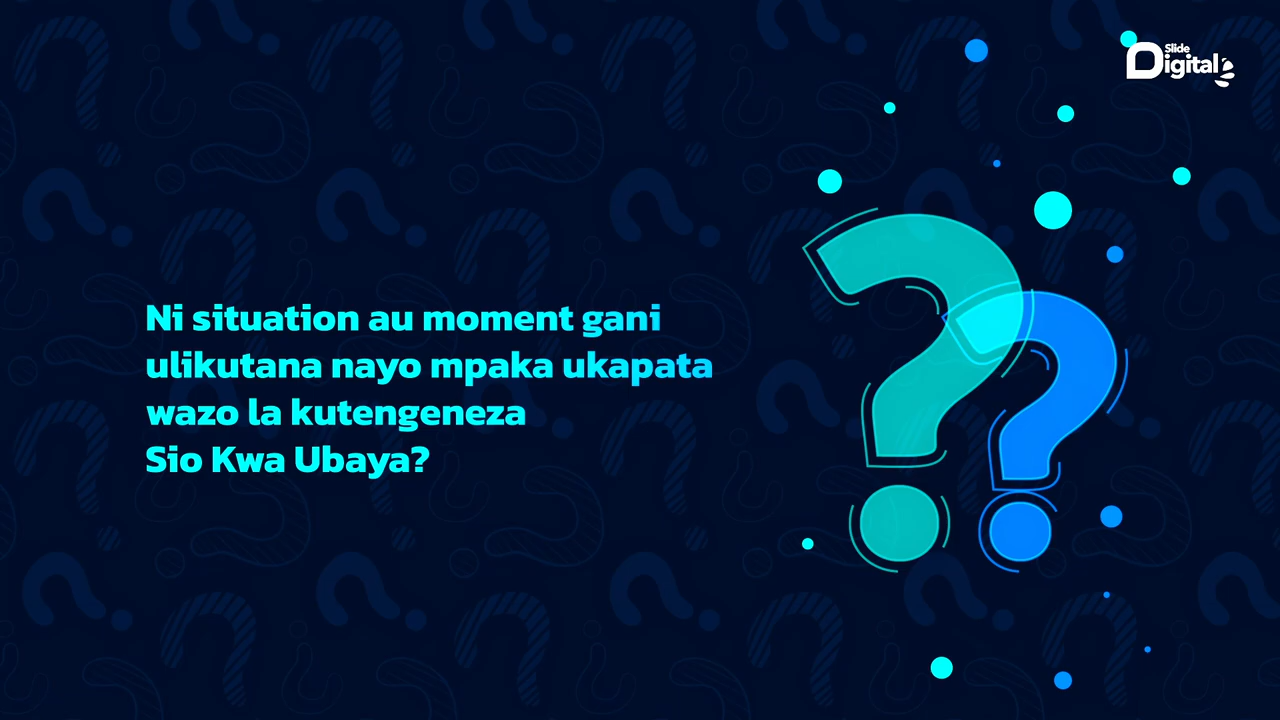 Slide
Digital
Ni situation au moment gani
ulikutana nayo mpaka ukapata
wazo la kutengeneza
Sio Kwa Ubaya?